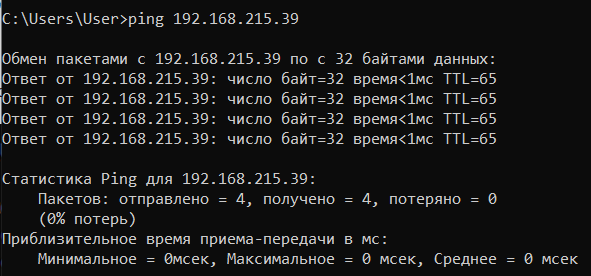 C:\Users\User>ping 192.168.215.39
Обмен пакетами с 192.168.215.39 по с 32 байтами данных:
Ответ от 192.168.215.39: число байт=32 время<1мс TTL=65
Ответ от 192.168.215.39: число байт=32 время<1мс TTL=65
Ответ от 192.168.215.39: число байт=32 время<1мс TTL=65
Ответ от 192.168.215.39: число байт=32 время<1мс TTL=65
Статистика Ping для 192.168.215.39:
Пакетов: отправлено = 4, получено = 4, потеряно = 0
(0% потерь)
Приблизительное время приема-передачи в мс:
Минимальное = 0мсек, Максимальное = 0 мсек, Среднее = 0 мсек